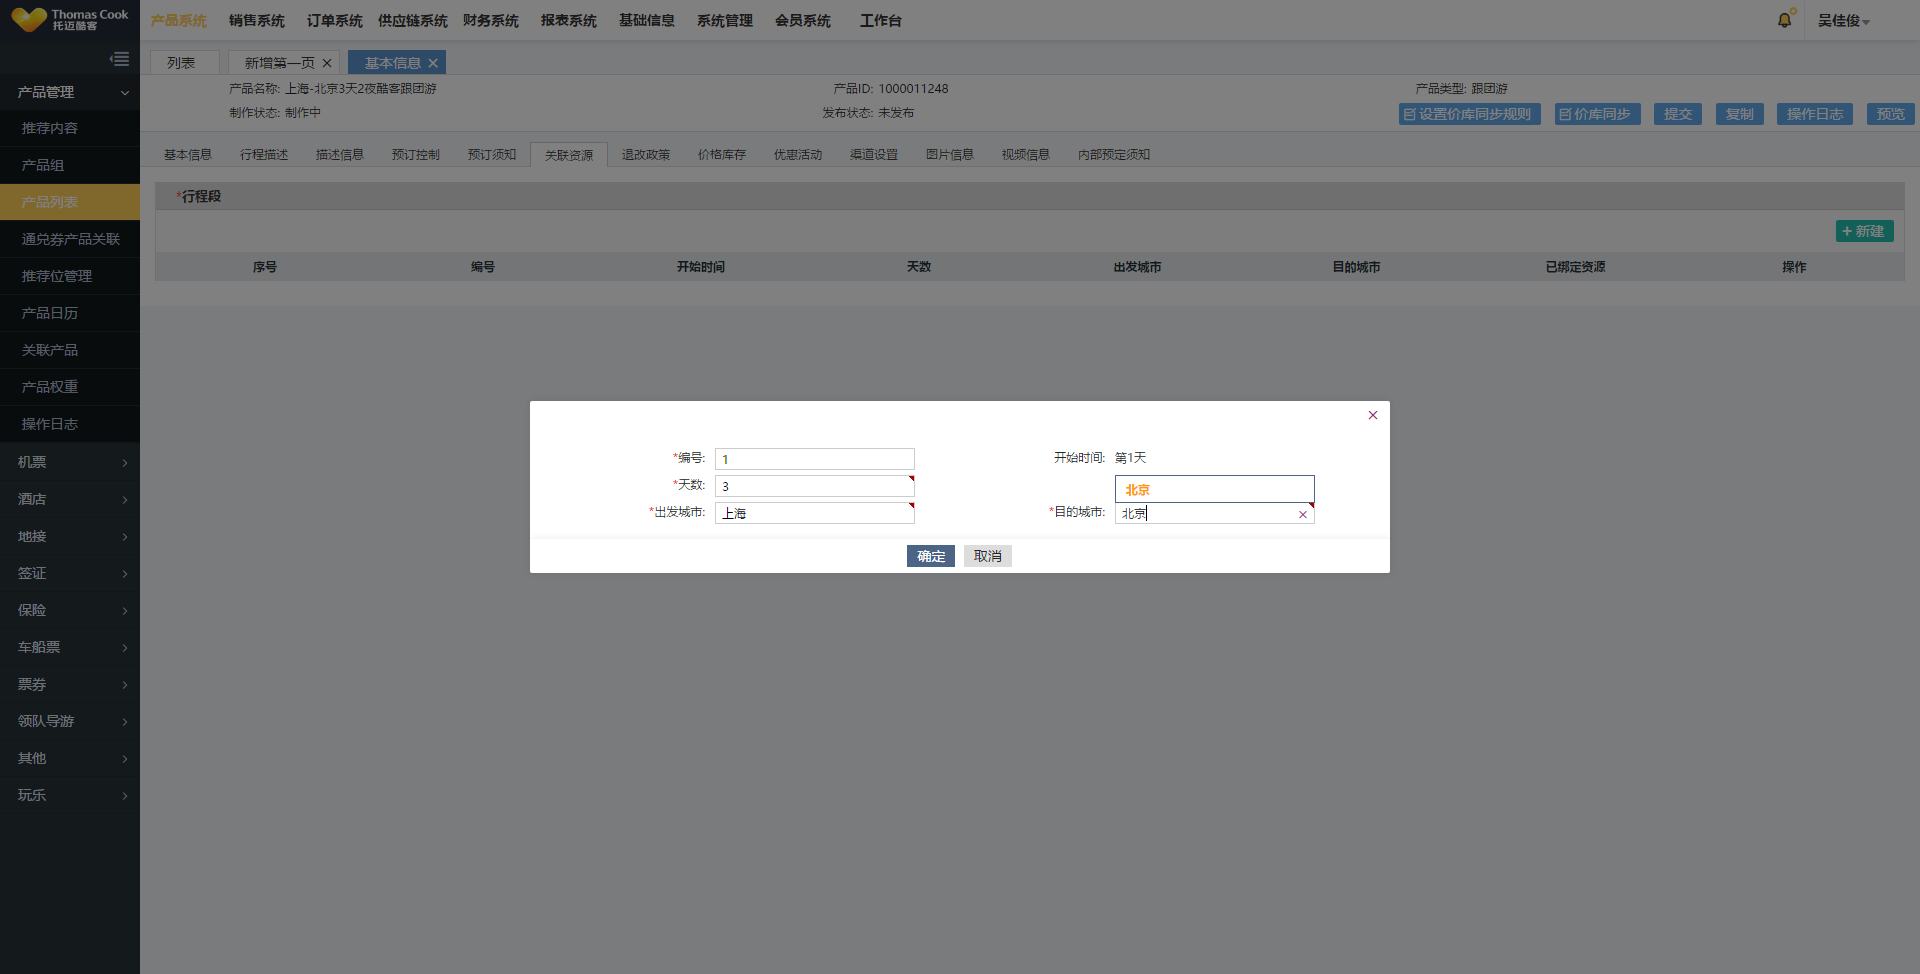 Thomas Cook
托迈酷客
产品系统 销售系统 订单系统 供应链系统 财务系统 报表系统 基础信息 系统管理 会员系统 工作台 吴佳俊
列表 新增第一页 基本信息
产品名称: 上海-北京3天2夜酷客跟团游 产品ID: 1000011248 产品类型: 跟团游
制作状态: 制作中 发布状态: 未发布
设置价库同步规则 价库同步 提交 复制 操作日志 预览
基本信息 行程描述 描述信息 预订控制 预订须知 关联资源 退改政策 价格库存 优惠活动 渠道设置 图片信息 视频信息 内部预定须知
*行程段
+ 新建
序号 编号 开始时间 天数 出发城市 目的城市 已绑定资源 操作
产品管理
推荐内容
产品组
产品列表
通兑券产品关联
推荐位管理
产品日历
关联产品
产品权重
操作日志
机票
酒店
地接
签证
保险
车船票
票券
领队导游
其他
玩乐
*编号: 1 开始时间: 第1天
*天数: 3 北京
*出发城市: 上海 *目的城市: 北京
确定 取消